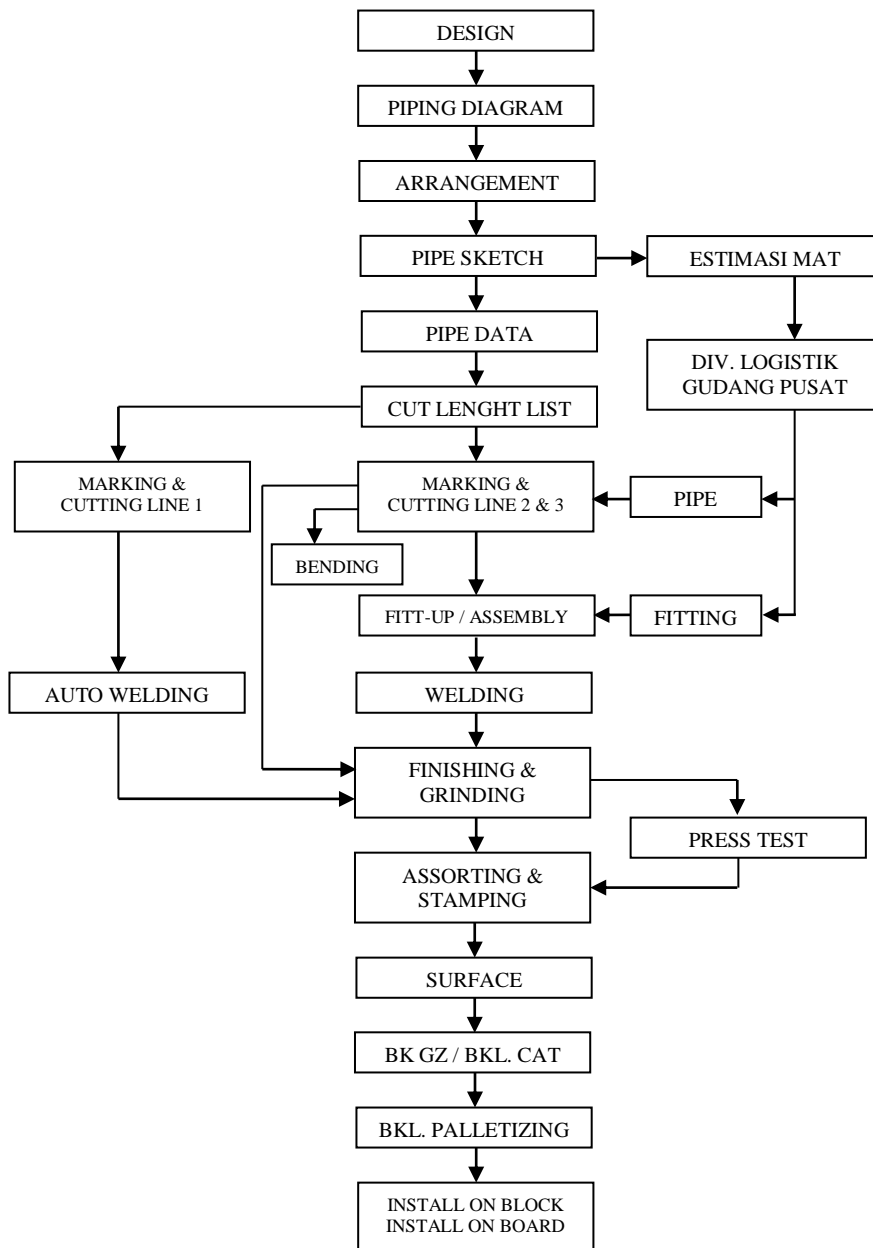 DESIGN
PIPING DIAGRAM
ARRANGEMENT
PIPE SKETCH
ESTIMASI MAT
PIPE DATA
DIV. LOGISTIK
GUDANG PUSAT
CUT LENGHT LIST
MARKING &
CUTTING LINE 1
MARKING &
CUTTING LINE 2 & 3
PIPE
BENDING
FITT-UP / ASSEMBLY
FITTING
AUTO WELDING
WELDING
FINISHING &
GRINDING
PRESS TEST
ASSORTING &
STAMPING
SURFACE
BK GZ / BKL. CAT
BKL. PALLETIZING
INSTALL ON BLOCK
INSTALL ON BOARD